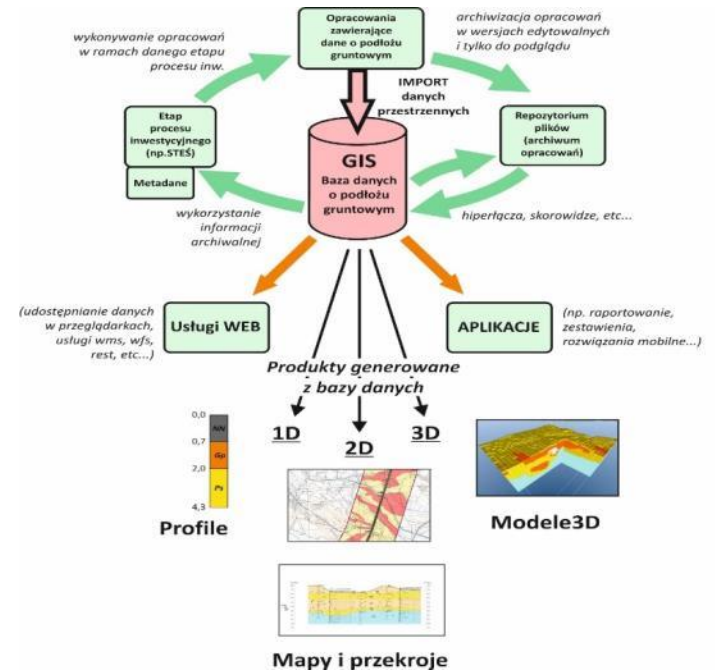 Opracowania
zawierające
dane o podłożu
gruntowym
wykonywanie opracowań
w ramach danego etapu
procesu inw.
archiwizacja opracowań
w wersjach edytowalnych
i tylko do podglądu
IMPORT
danych
przestrzennych
Etap
procesu
inwestycyjnego
(np.STEŚ)
Metadane
GIS
Baza danych
o podłożu
gruntowym
Repozytorium
plików
(archiwum
opracowań)
wykorzystanie
informacji
archiwalnej
hiperłącza, skorowidze, etc...
(udostępnianie danych
w przeglądarkach,
usługi wms, wfs,
rest, etc...)
Usługi WEB
APLIKACJE
(np. raportowanie,
zestawienia,
rozwiązania mobilne...)
Produkty generowane
z bazy danych
1D
2D
3D
0,0
NN
0,7
Gp
2,0
4,3
Profile
Modele3D
Mapy i przekroje